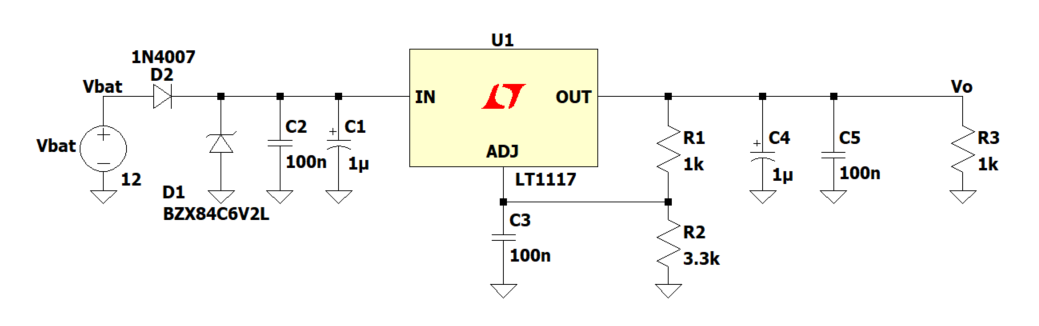 U1
1N4007
D2
Vbat
Vbat
12
D1
BZX84C6V2L
C2
100n
+
C1
1µ
IN
OUT
ADJ
LT1117
C3
100n
R1
1k
R2
3.3k
+
C4
1µ
C5
100n
Vo
R3
1k